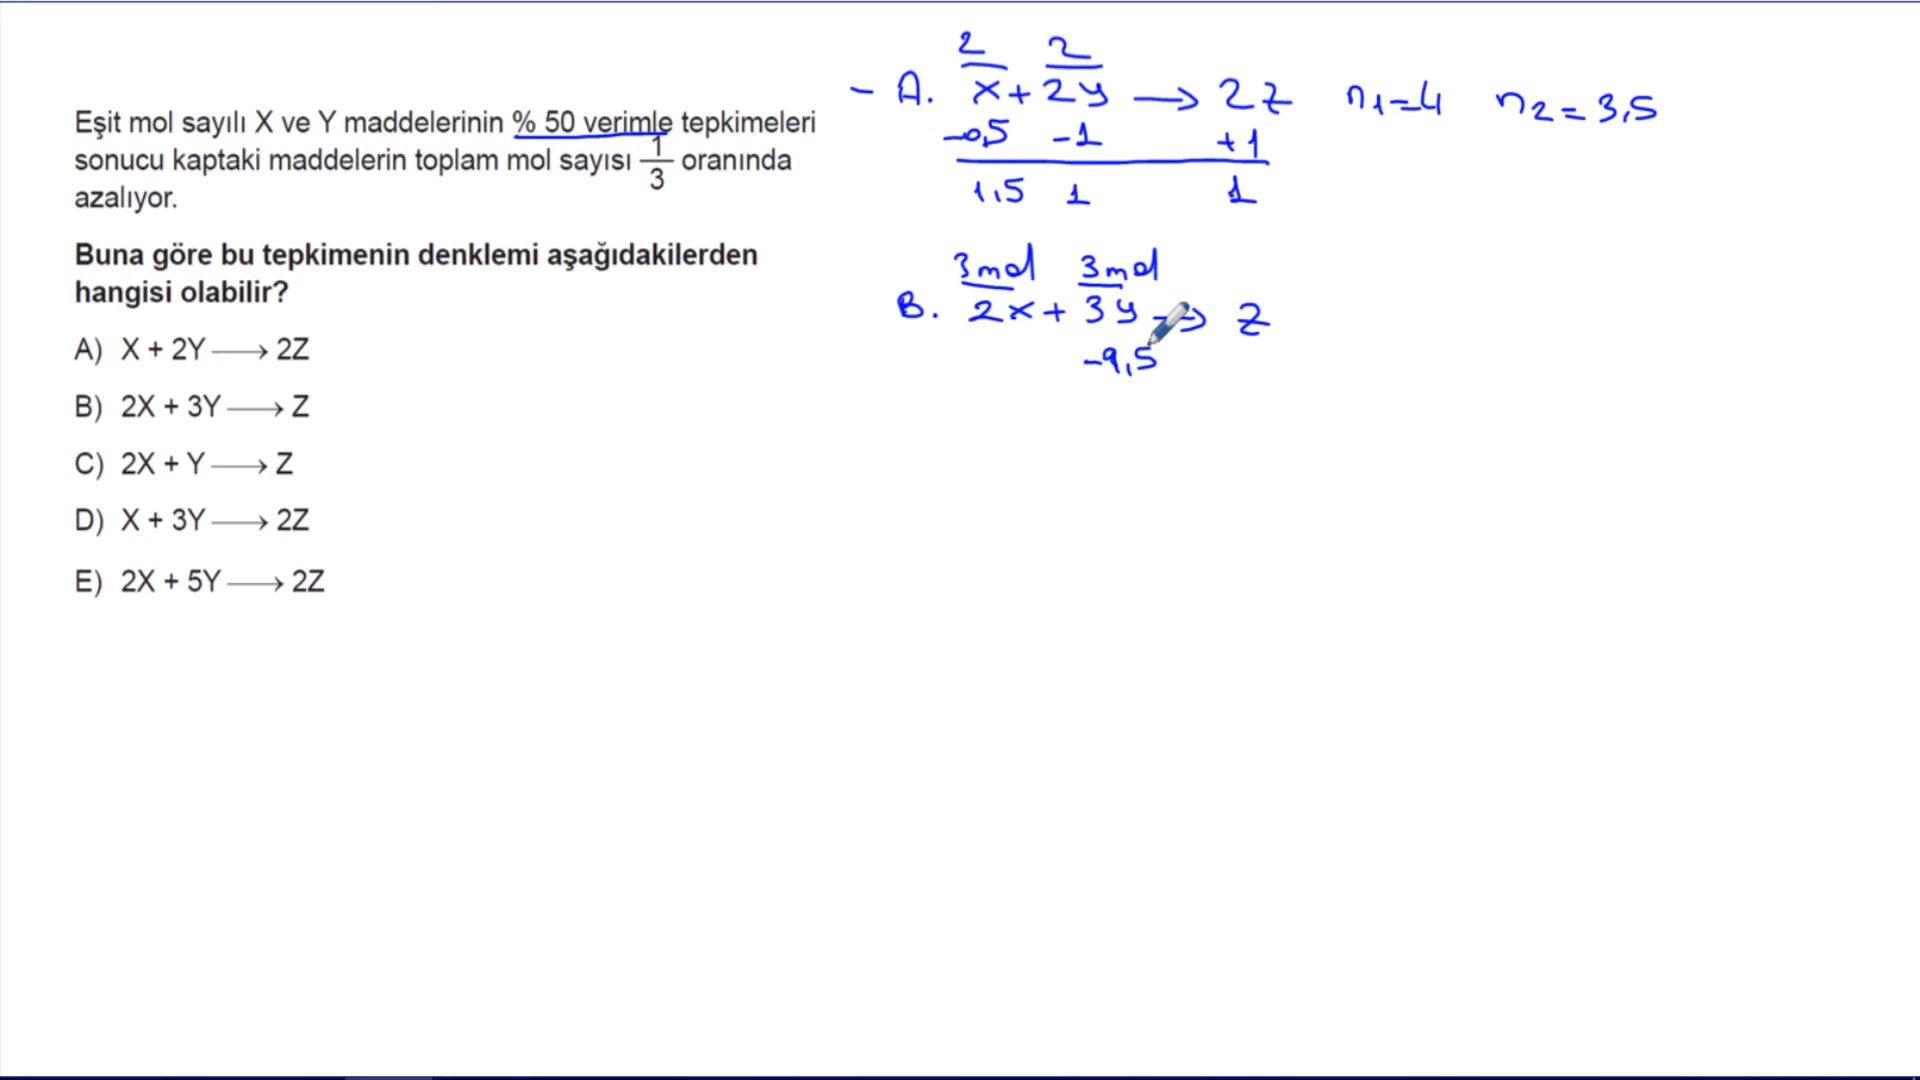 Eşit mol sayılı X ve Y maddelerinin % 50 verimle tepkimeleri
sonucu kaptaki maddelerin toplam mol sayısı 1/3 oranında
azalıyor.
Buna göre bu tepkimenin denklemi aşağıdakilerden
hangisi olabilir?
A) X + 2Y ⟶ 2Z
B) 2X + 3Y ⟶ Z
C) 2X + Y ⟶ Z
D) X + 3Y ⟶ 2Z
E) 2X + 5Y ⟶ 2Z
2 2
- A. X + 2Y ⟶ 2Z n1=4 n2=3,5
-0,5 -1 +1
1,5 1 1
3mol 3mol
B. 2X + 3Y ⟶ Z
-9,5